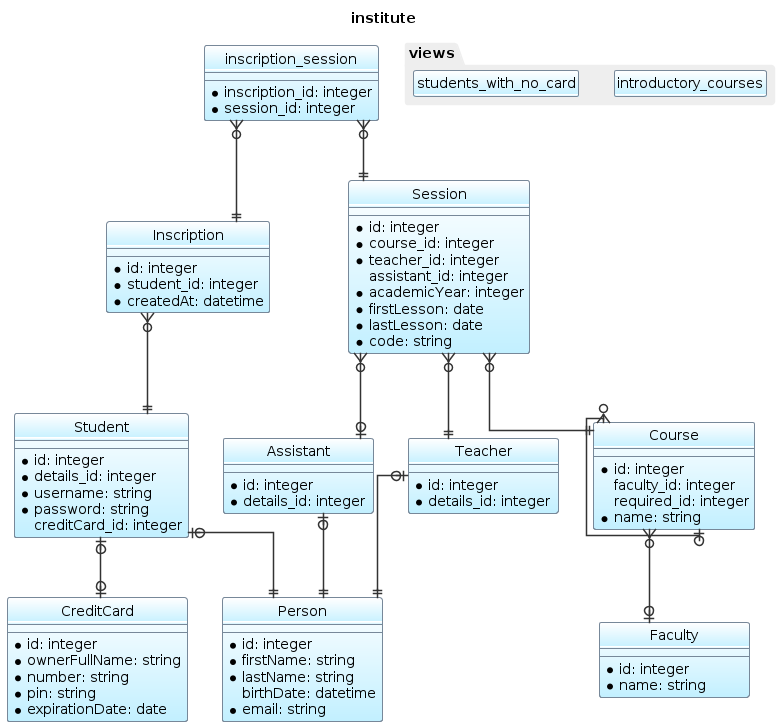 institute
inscription_session
inscription_id: integer
session_id: integer
views
students_with_no_card
introductory_courses
Session
id: integer
course_id: integer
teacher_id: integer
assistant_id: integer
academicYear: integer
firstLesson: date
lastLesson: date
code: string
Inscription
id: integer
student_id: integer
createdAt: datetime
Student
id: integer
details_id: integer
username: string
password: string
creditCard_id: integer
Assistant
id: integer
details_id: integer
Teacher
id: integer
details_id: integer
Course
id: integer
faculty_id: integer
required_id: integer
name: string
CreditCard
id: integer
ownerFullName: string
number: string
pin: string
expirationDate: date
Person
id: integer
firstName: string
lastName: string
birthDate: datetime
email: string
Faculty
id: integer
name: string